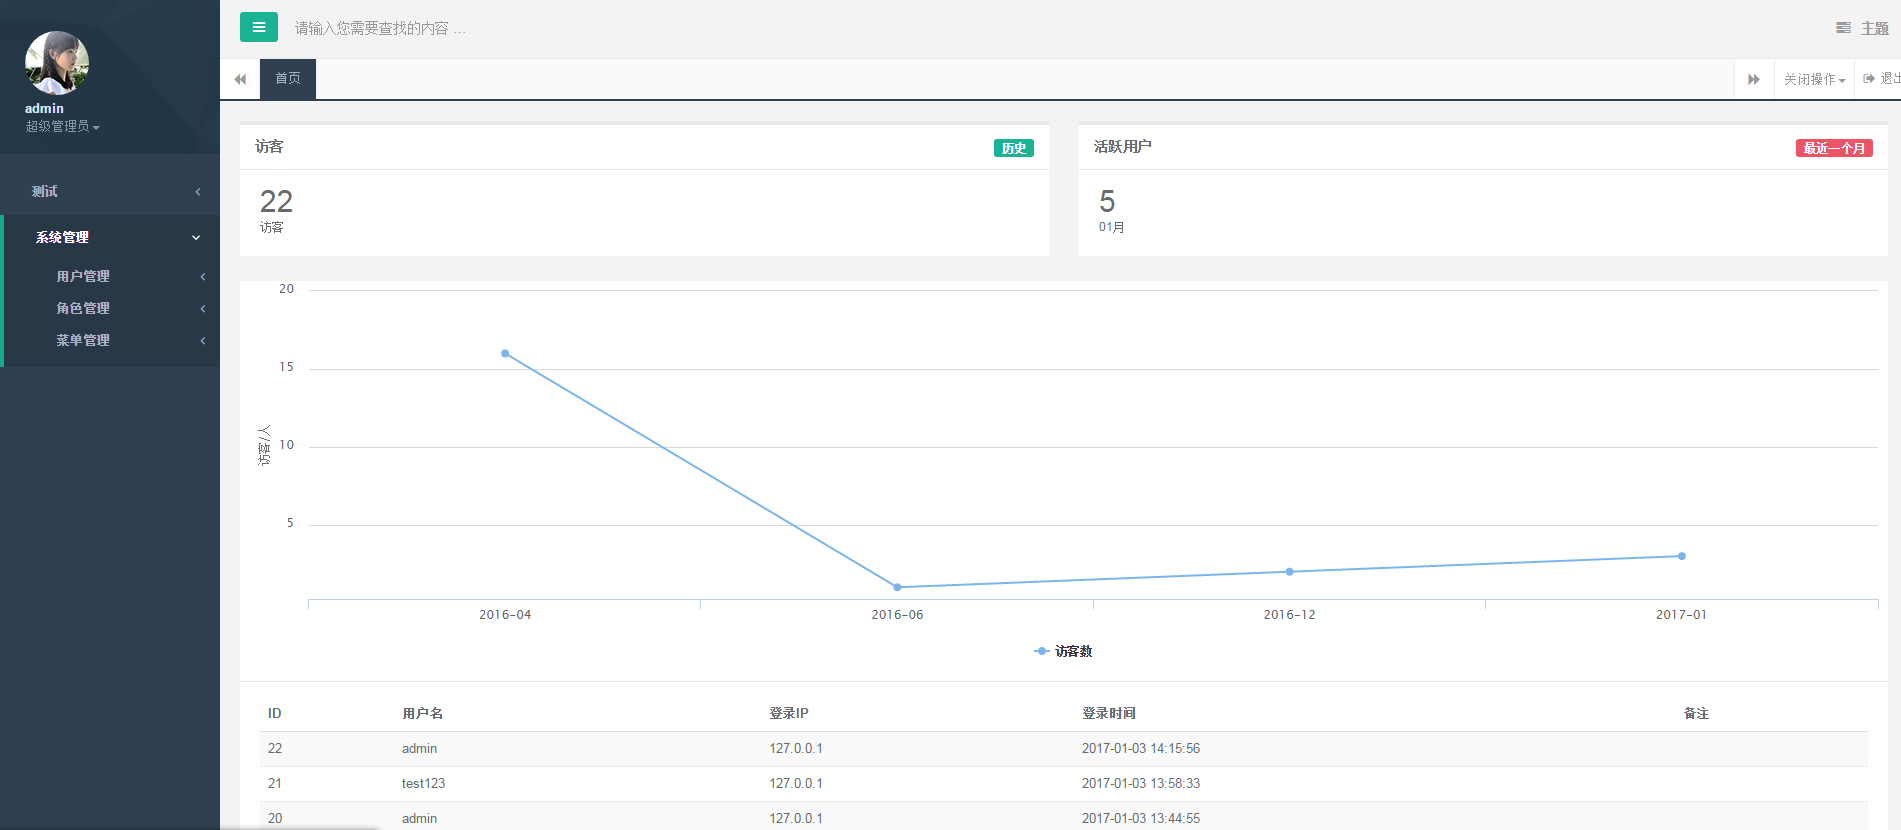 请输入您需要查找的内容 …
主题
admin
超级管理员
首页
关闭操作
退出
测试
系统管理
用户管理
角色管理
菜单管理
访客
历史
22
访客
活跃用户
最近一个月
5
01月
20
15
10
5
访客/人
2016-04 2016-06 2016-12 2017-01
访客数
ID 用户名 登录IP 登录时间 备注
22 admin 127.0.0.1 2017-01-03 14:15:56
21 test123 127.0.0.1 2017-01-03 13:58:33
20 admin 127.0.0.1 2017-01-03 13:44:55